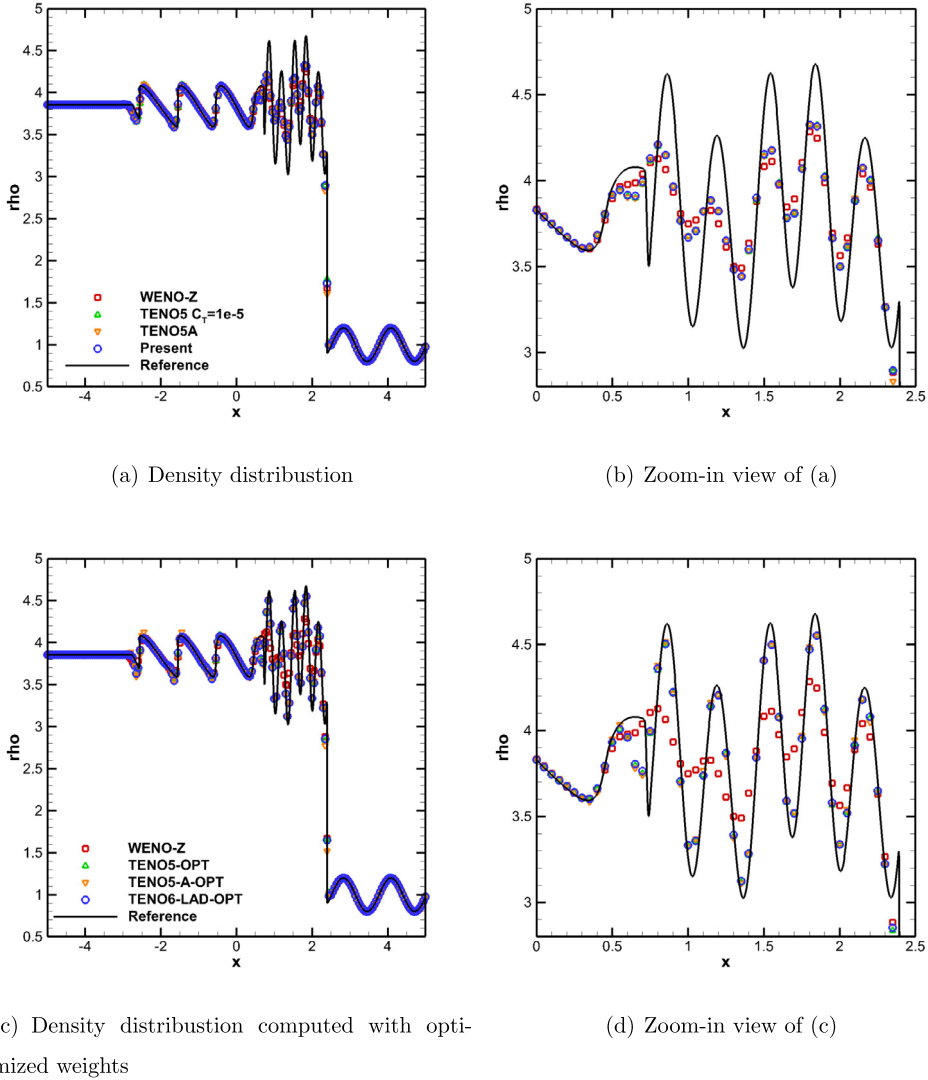 5
4.5
4
3.5
3
2.5
2
1.5
1
0.5
rho
-4
-2
0
2
4
x
WENO-Z
TENO5 C_T=1e-5
TENO5A
Present
Reference
(a) Density distribustion
5
4.5
4
3.5
3
rho
0
0.5
1
1.5
2
2.5
x
(b) Zoom-in view of (a)
5
4.5
4
3.5
3
2.5
2
1.5
1
0.5
rho
-4
-2
0
2
4
x
WENO-Z
TENO5-OPT
TENO5-A-OPT
TENO6-LAD-OPT
Reference
c) Density distribustion computed with opti-
mized weights
5
4.5
4
3.5
3
rho
0
0.5
1
1.5
2
2.5
x
(d) Zoom-in view of (c)